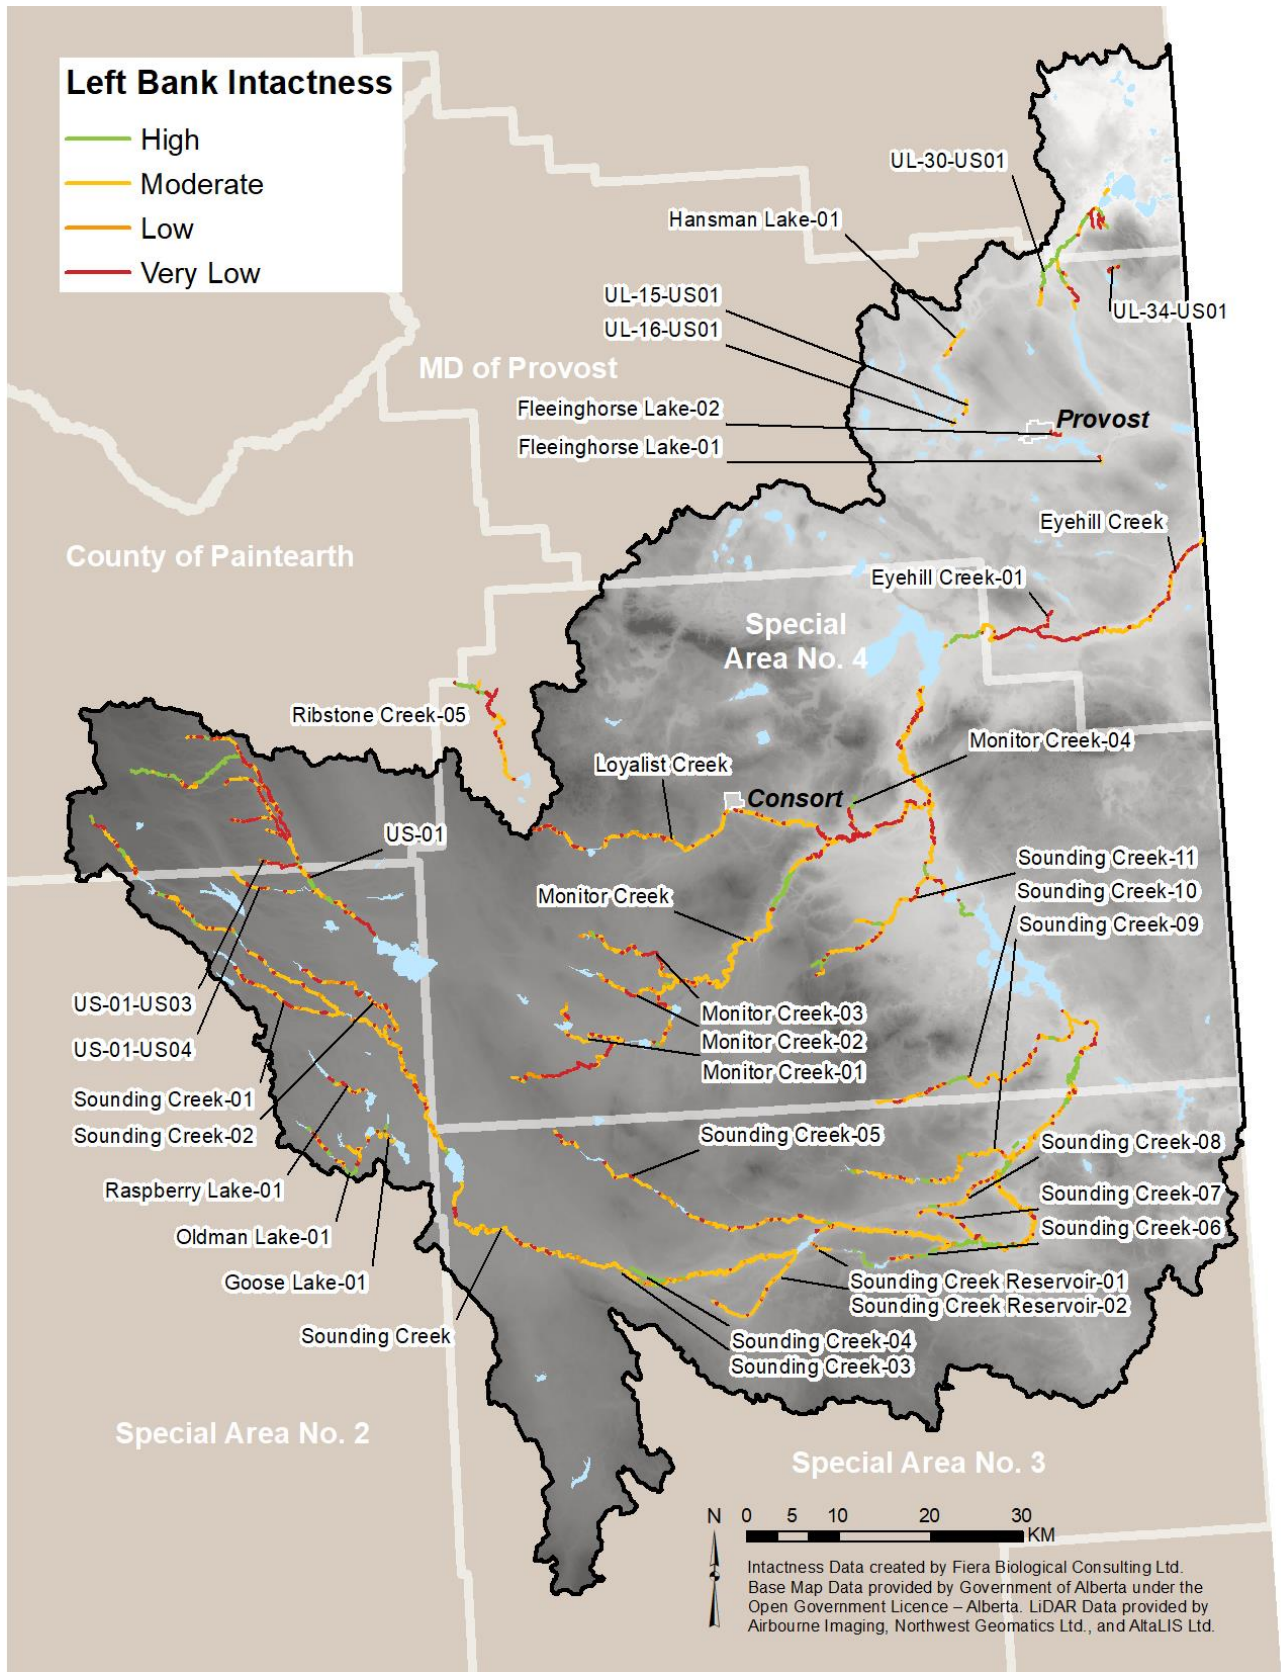 Left Bank Intactness
High
Moderate
Low
Very Low
UL-30-US01
Hansman Lake-01
UL-15-US01
UL-34-US01
UL-16-US01
MD of Provost
Fleeinghorse Lake-02
Provost
Fleeinghorse Lake-01
Eyehill Creek
County of Paintearth
Eyehill Creek-01
Special
Area No. 4
Ribstone Creek-05
Monitor Creek-04
Loyalist Creek
Consort
US-01
Sounding Creek-11
Sounding Creek-10
Monitor Creek
Sounding Creek-09
US-01-US03
Monitor Creek-03
US-01-US04
Monitor Creek-02
Monitor Creek-01
Sounding Creek-01
Sounding Creek-02
Sounding Creek-05
Sounding Creek-08
Raspberry Lake-01
Sounding Creek-07
Oldman Lake-01
Sounding Creek-06
Goose Lake-01
Sounding Creek Reservoir-01
Sounding Creek Reservoir-02
Sounding Creek
Sounding Creek-04
Sounding Creek-03
Special Area No. 2
Special Area No. 3
N 0 5 10 20 30
KM
Intactness Data created by Fiera Biological Consulting Ltd.
Base Map Data provided by Government of Alberta under the
Open Government Licence – Alberta. LiDAR Data provided by
Airbourne Imaging, Northwest Geomatics Ltd., and AltaLIS Ltd.